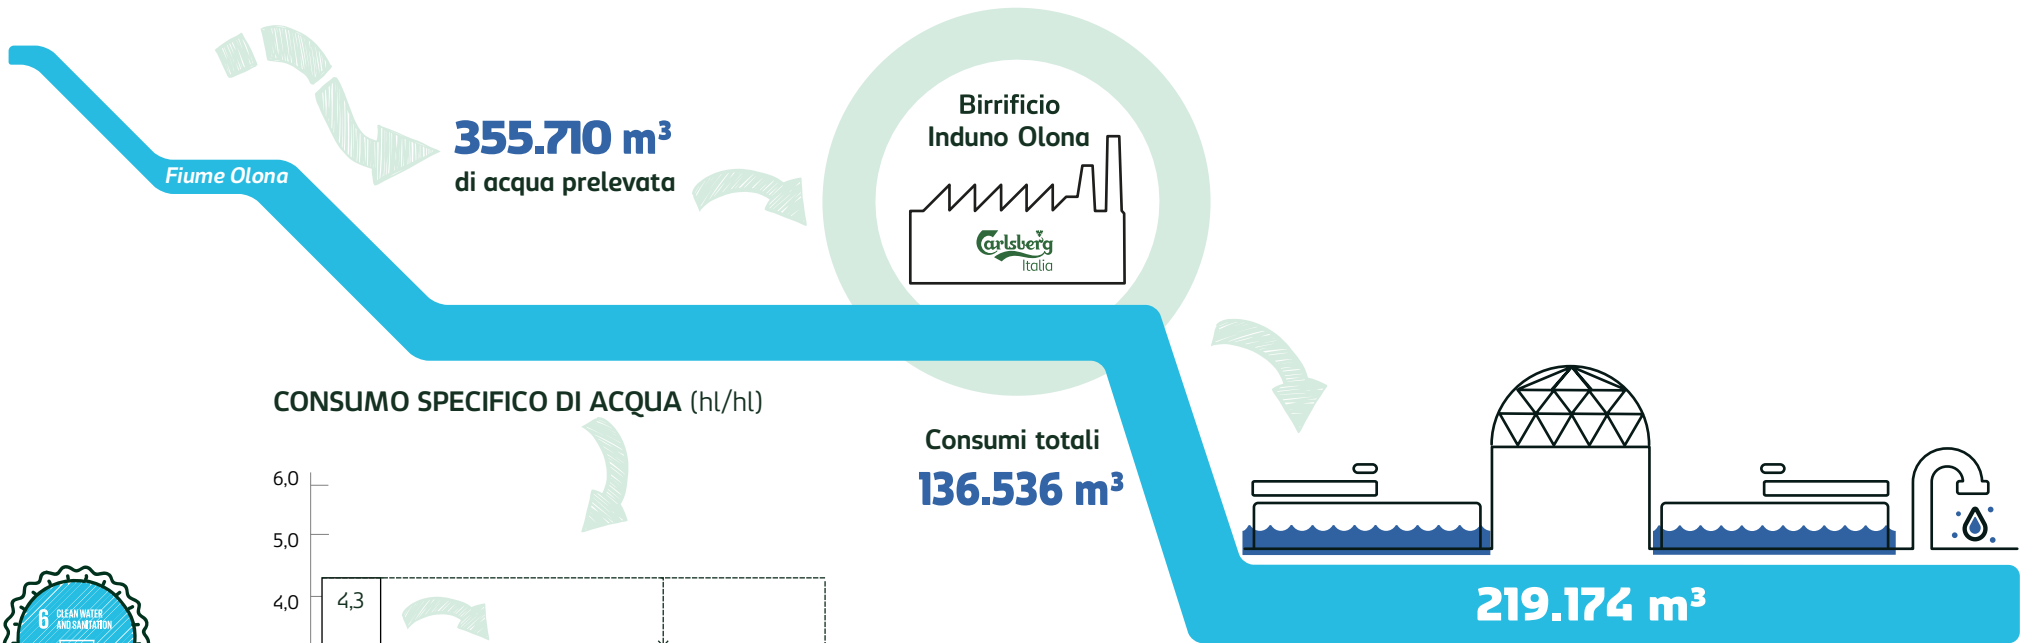 Fiume Olona
355.710 m³
di acqua prelevata
Birrificio
Induno Olona
Carlsberg
Italia
CONSUMO SPECIFICO DI ACQUA (hl/hl)
Consumi totali
136.536 m³
6,0
5,0
4,0
4,3
6 CLEAN WATER
AND SANITATION
219.174 m³